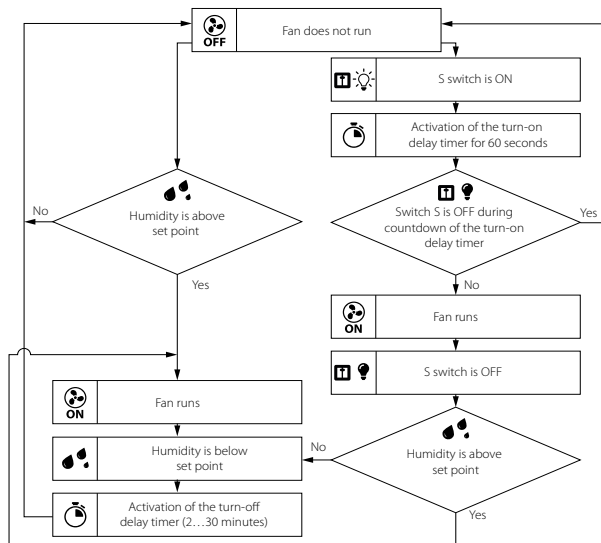 OFF
Fan does not run
S switch is ON
Activation of the turn-on
delay timer for 60 seconds
No
Humidity is above
set point
Yes
Switch S is OFF during
countdown of the turn-on
delay timer
Yes
No
ON
Fan runs
S switch is OFF
ON
Fan runs
Humidity is below
set point
No
Humidity is above
set point
Yes
Activation of the turn-off
delay timer (2...30 minutes)